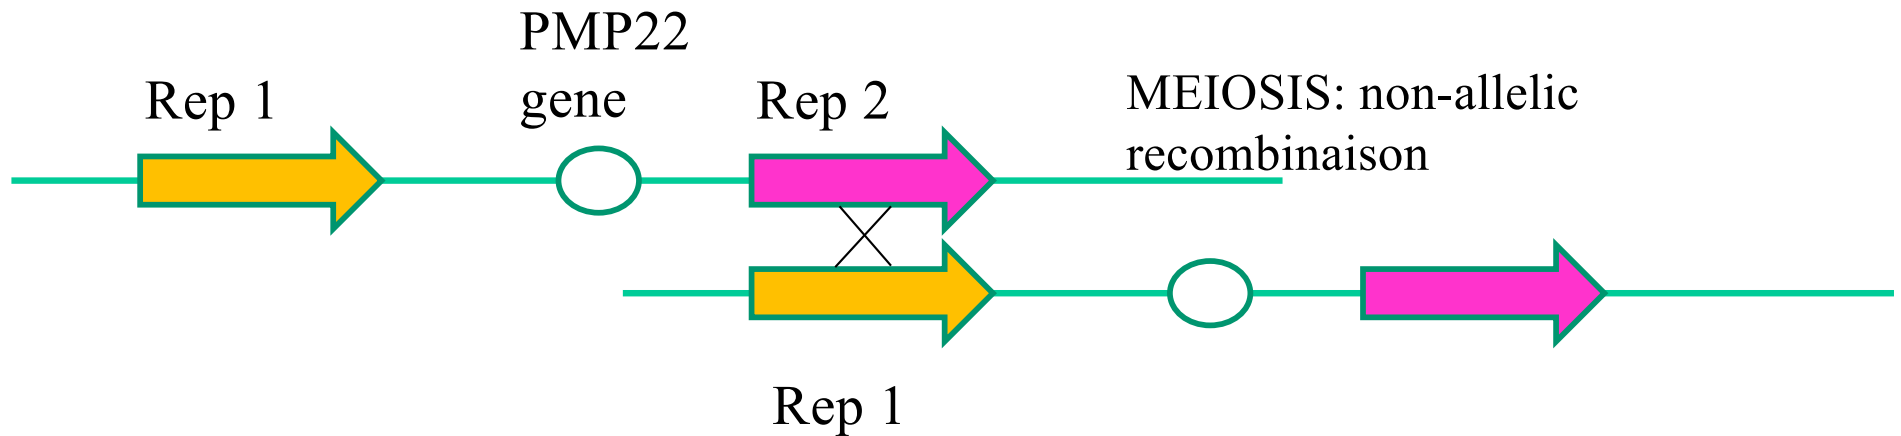 PMP22
gene
Rep 1
Rep 2
MEIOSIS: non-allelic
recombinaison
Rep 1